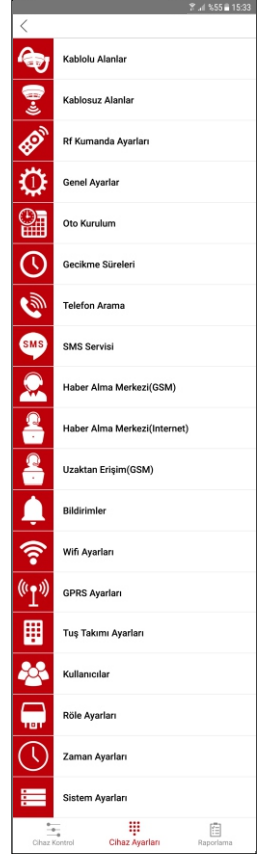 %55 15:33
Kablolu Alanlar
Kablosuz Alanlar
Rf Kumanda Ayarları
1
Genel Ayarlar
Oto Kurulum
Gecikme Süreleri
Telefon Arama
SMS
SMS Servisi
Haber Alma Merkezi(GSM)
Haber Alma Merkezi(Internet)
Uzaktan Erişim(GSM)
Bildirimler
Wifi Ayarları
GPRS Ayarları
Tuş Takımı Ayarları
Kullanıcılar
Röle Ayarları
Zaman Ayarları
Sistem Ayarları
Cihaz Kontrol Cihaz Ayarları Raporlama